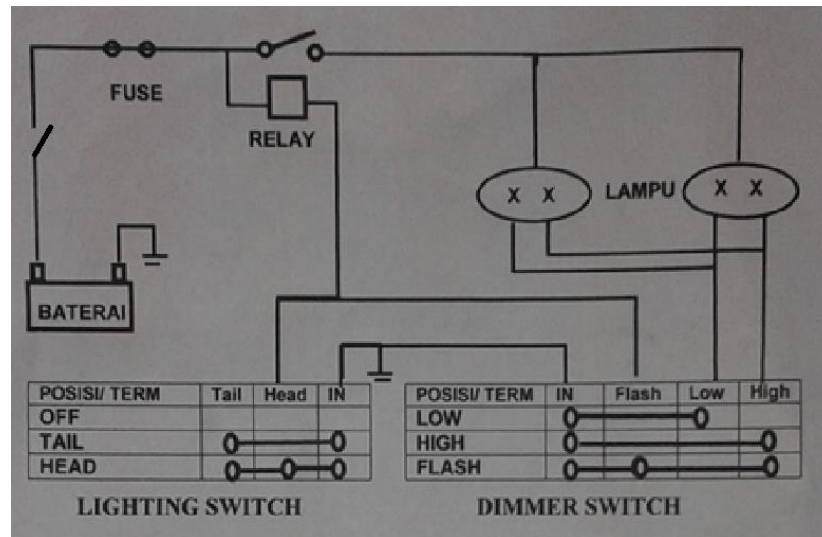 FUSE
RELAY
LAMPU
X X
X X
BATERAI
POSISI/ TERM Tail Head IN
OFF
TAIL
HEAD
LIGHTING SWITCH
POSISI/ TERM IN Flash Low High
LOW
HIGH
FLASH
DIMMER SWITCH